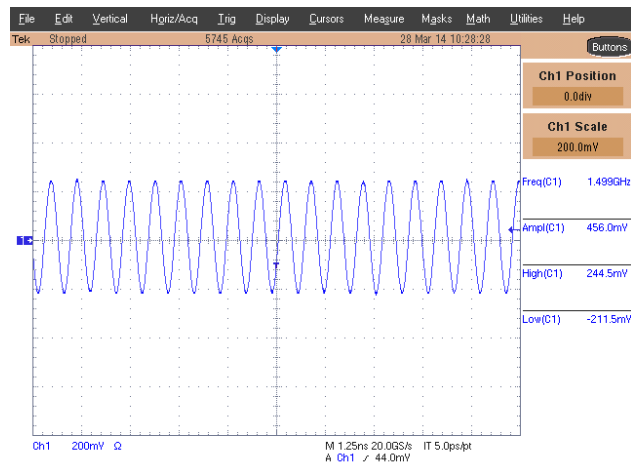 File Edit Vertical Horiz/Acq Trig Display Cursors Measure Masks Math Utilities Help
Tek Stopped 5745 Acqs 28 Mar 14 10:28:28
Buttons
Ch1 Position
0.0div
Ch1 Scale
200.0mV
Freq(C1) 1.499GHz
1
Ampl(C1) 456.0mV
High(C1) 244.5mV
Low(C1) -211.5mV
Ch1 200mV Ω M 1.25ns 20.0GS/s IT 5.0ps/pt
A Ch1 / 44.0mV